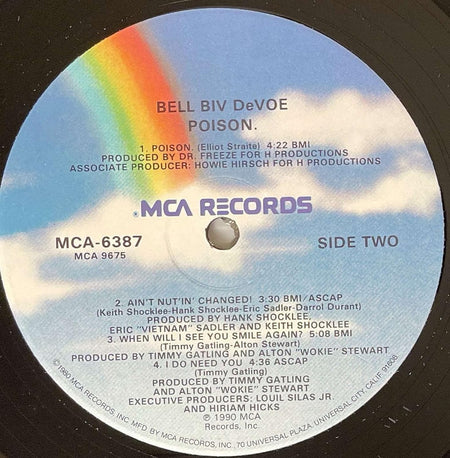 BELL BIV DeVOE
POISON.
1. POISON. (Elliot Straite) 4:22 BMI
PRODUCED BY DR. FREEZE FOR H PRODUCTIONS
ASSOCIATE PRODUCER: HOWIE HIRSCH FOR H PRODUCTIONS
MCA RECORDS
MCA-6387
MCA 9675
SIDE TWO
2. AIN'T NUT'IN' CHANGED! 3:30 BMI/ASCAP
(Keith Shocklee-Hank Shocklee-Eric Sadler-Darrol Durant)
PRODUCED BY HANK SHOCKLEE,
ERIC "VIETNAM" SADLER AND KEITH SHOCKLEE
3. WHEN WILL I SEE YOU SMILE AGAIN? 5:08 BMI
(Timmy Gatling-Alton Stewart)
PRODUCED BY TIMMY GATLING AND ALTON "WOKIE" STEWART
4. I DO NEED YOU 4:36 ASCAP
(Timmy Gatling)
PRODUCED BY TIMMY GATLING
AND ALTON "WOKIE" STEWART
EXECUTIVE PRODUCERS: LOUIL SILAS JR.
AND HIRIAM HICKS
℗ 1990 MCA
Records, Inc.
©1990 MCA RECORDS, INC. MFD BY MCA RECORDS, INC., 70 UNIVERSAL PLAZA, UNIVERSAL CITY, CALIF. 91608